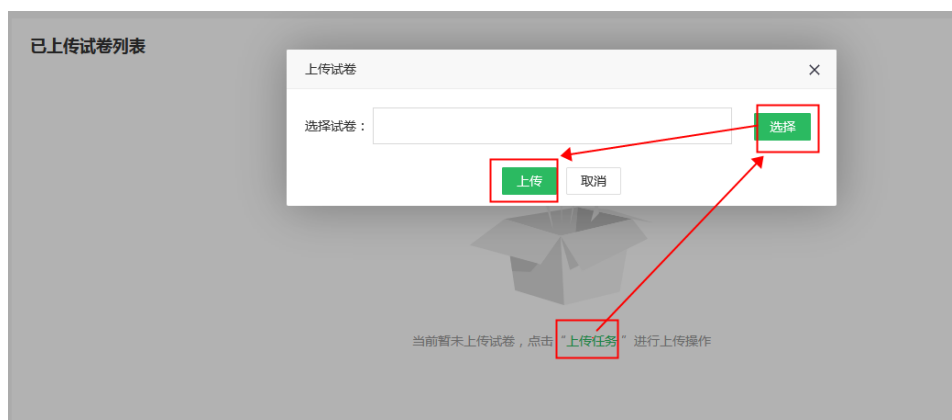 已上传试卷列表
上传试卷
选择试卷：
选择
上传 取消
当前暂未上传试卷，点击“上传任务”进行上传操作